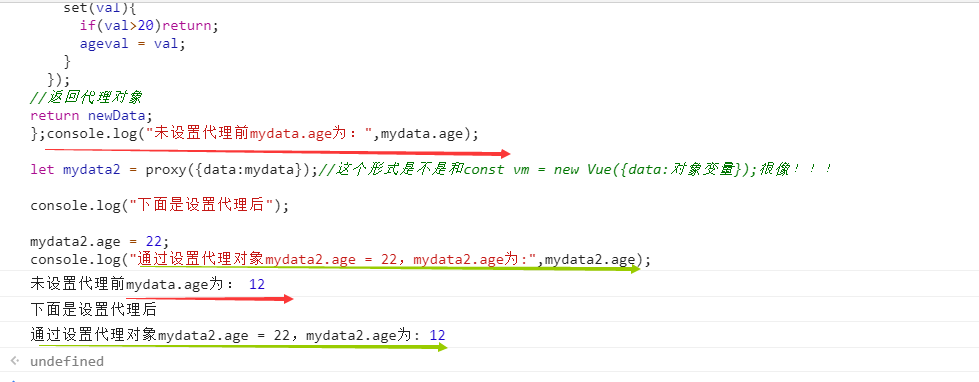 set(val){
if(val>20)return;
ageval = val;
}
});
//返回代理对象
return newData;
};console.log("未设置代理前mydata.age为：",mydata.age);
let mydata2 = proxy({data:mydata});//这个形式是不是和const vm = new Vue({data:对象变量});很像！！！
console.log("下面是设置代理后");
mydata2.age = 22;
console.log("通过设置代理对象mydata2.age = 22，mydata2.age为:",mydata2.age);
未设置代理前mydata.age为： 12
下面是设置代理后
通过设置代理对象mydata2.age = 22，mydata2.age为: 12
undefined